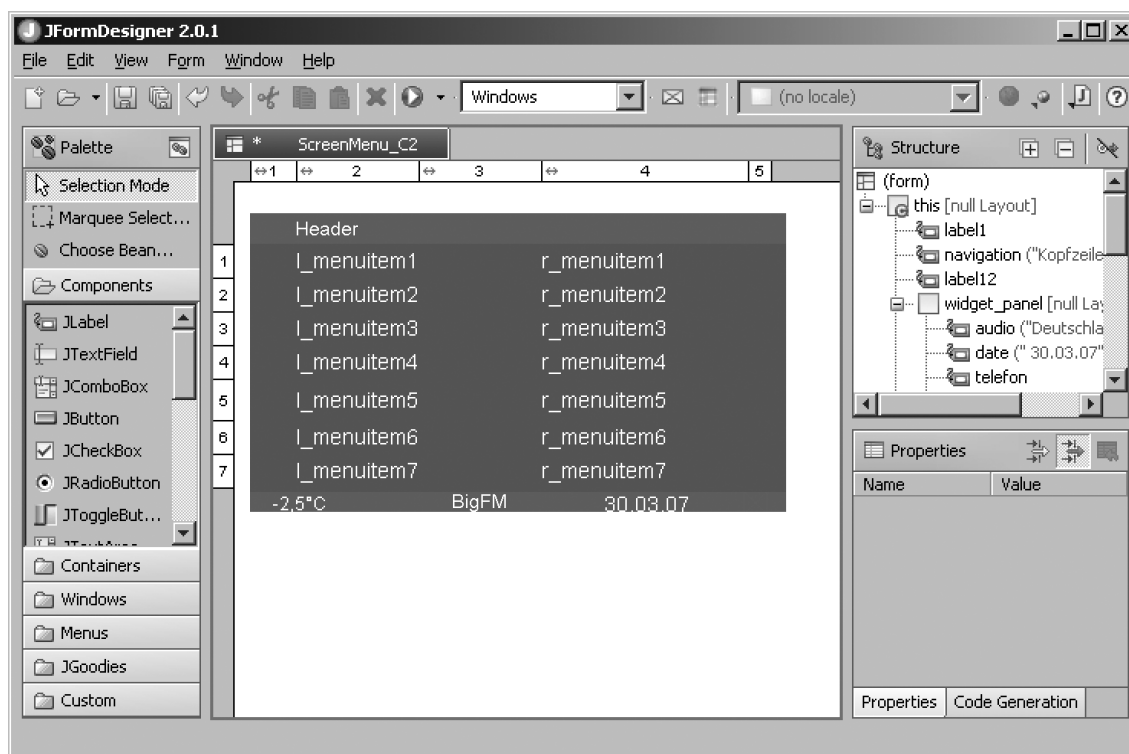 JFormDesigner 2.0.1
File Edit View Form Window Help
Windows
(no locale)
Palette
Selection Mode
Marquee Select...
Choose Bean...
Components
JLabel
JTextField
JComboBox
JButton
JCheckBox
JRadioButton
JToggleBut...
Containers
Windows
Menus
JGoodies
Custom
* ScreenMenu_C2
1 2 3 4 5
Header
1 l_menuitem1 r_menuitem1
2 l_menuitem2 r_menuitem2
3 l_menuitem3 r_menuitem3
4 l_menuitem4 r_menuitem4
5 l_menuitem5 r_menuitem5
6 l_menuitem6 r_menuitem6
7 l_menuitem7 r_menuitem7
-2,5°C BigFM 30.03.07
Structure
(form)
this [null Layout]
label1
navigation ("Kopfzeile
label12
widget_panel [null Lay
audio ("Deutschla
date (" 30.03.07"
telefon
Properties
Name Value
Properties Code Generation